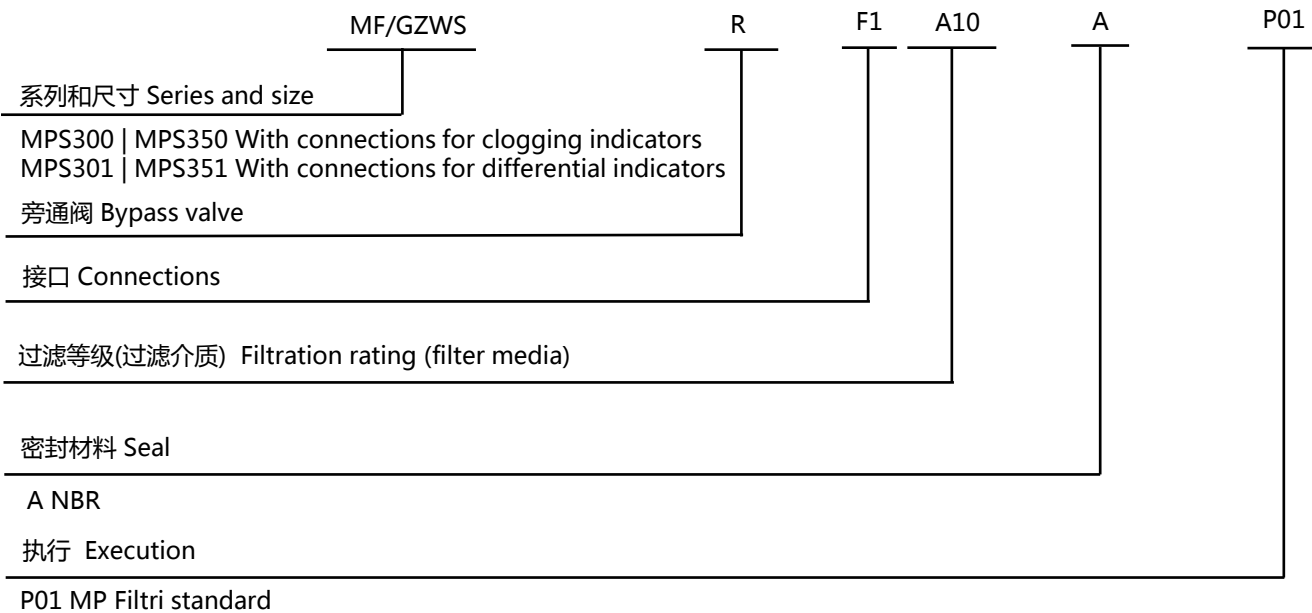 MF/GZWS R F1 A10 A P01
系列和尺寸 Series and size
MPS300 | MPS350 With connections for clogging indicators
MPS301 | MPS351 With connections for differential indicators
旁通阀 Bypass valve
接口 Connections
过滤等级(过滤介质) Filtration rating (filter media)
密封材料 Seal
A NBR
执行 Execution
P01 MP Filtri standard